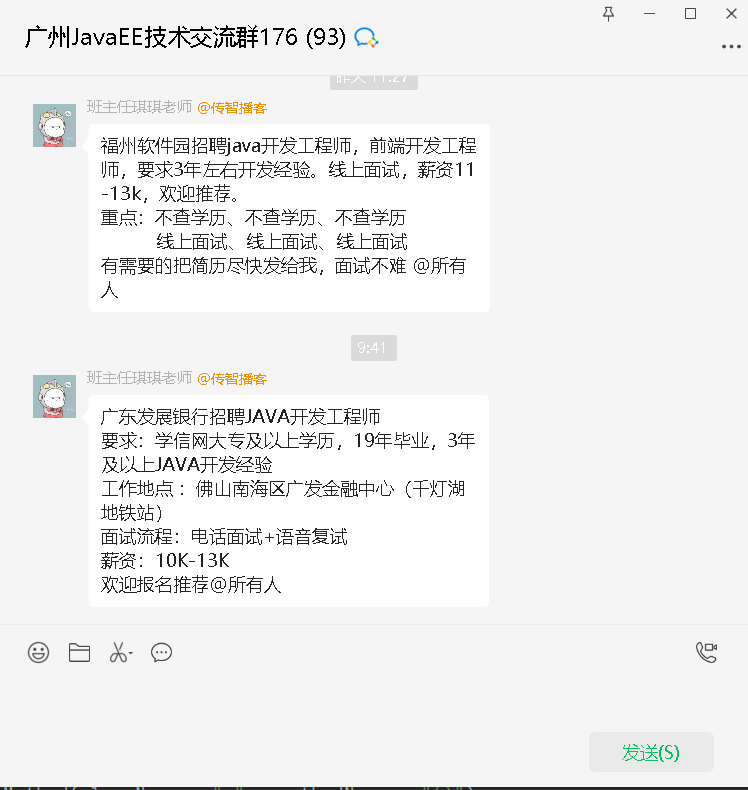 广州JavaEE技术交流群176 (93)
昨天 11:27
班主任琪琪老师 @传智播客
福州软件园招聘java开发工程师，前端开发工程
师，要求3年左右开发经验。线上面试，薪资11
-13k，欢迎推荐。
重点：不查学历、不查学历、不查学历
线上面试、线上面试、线上面试
有需要的把简历尽快发给我，面试不难 @所有
人
9:41
班主任琪琪老师 @传智播客
广东发展银行招聘JAVA开发工程师
要求：学信网大专及以上学历，19年毕业，3年
及以上JAVA开发经验
工作地点 ：佛山南海区广发金融中心（千灯湖
地铁站）
面试流程：电话面试+语音复试
薪资：10K-13K
欢迎报名推荐@所有人
发送(S)